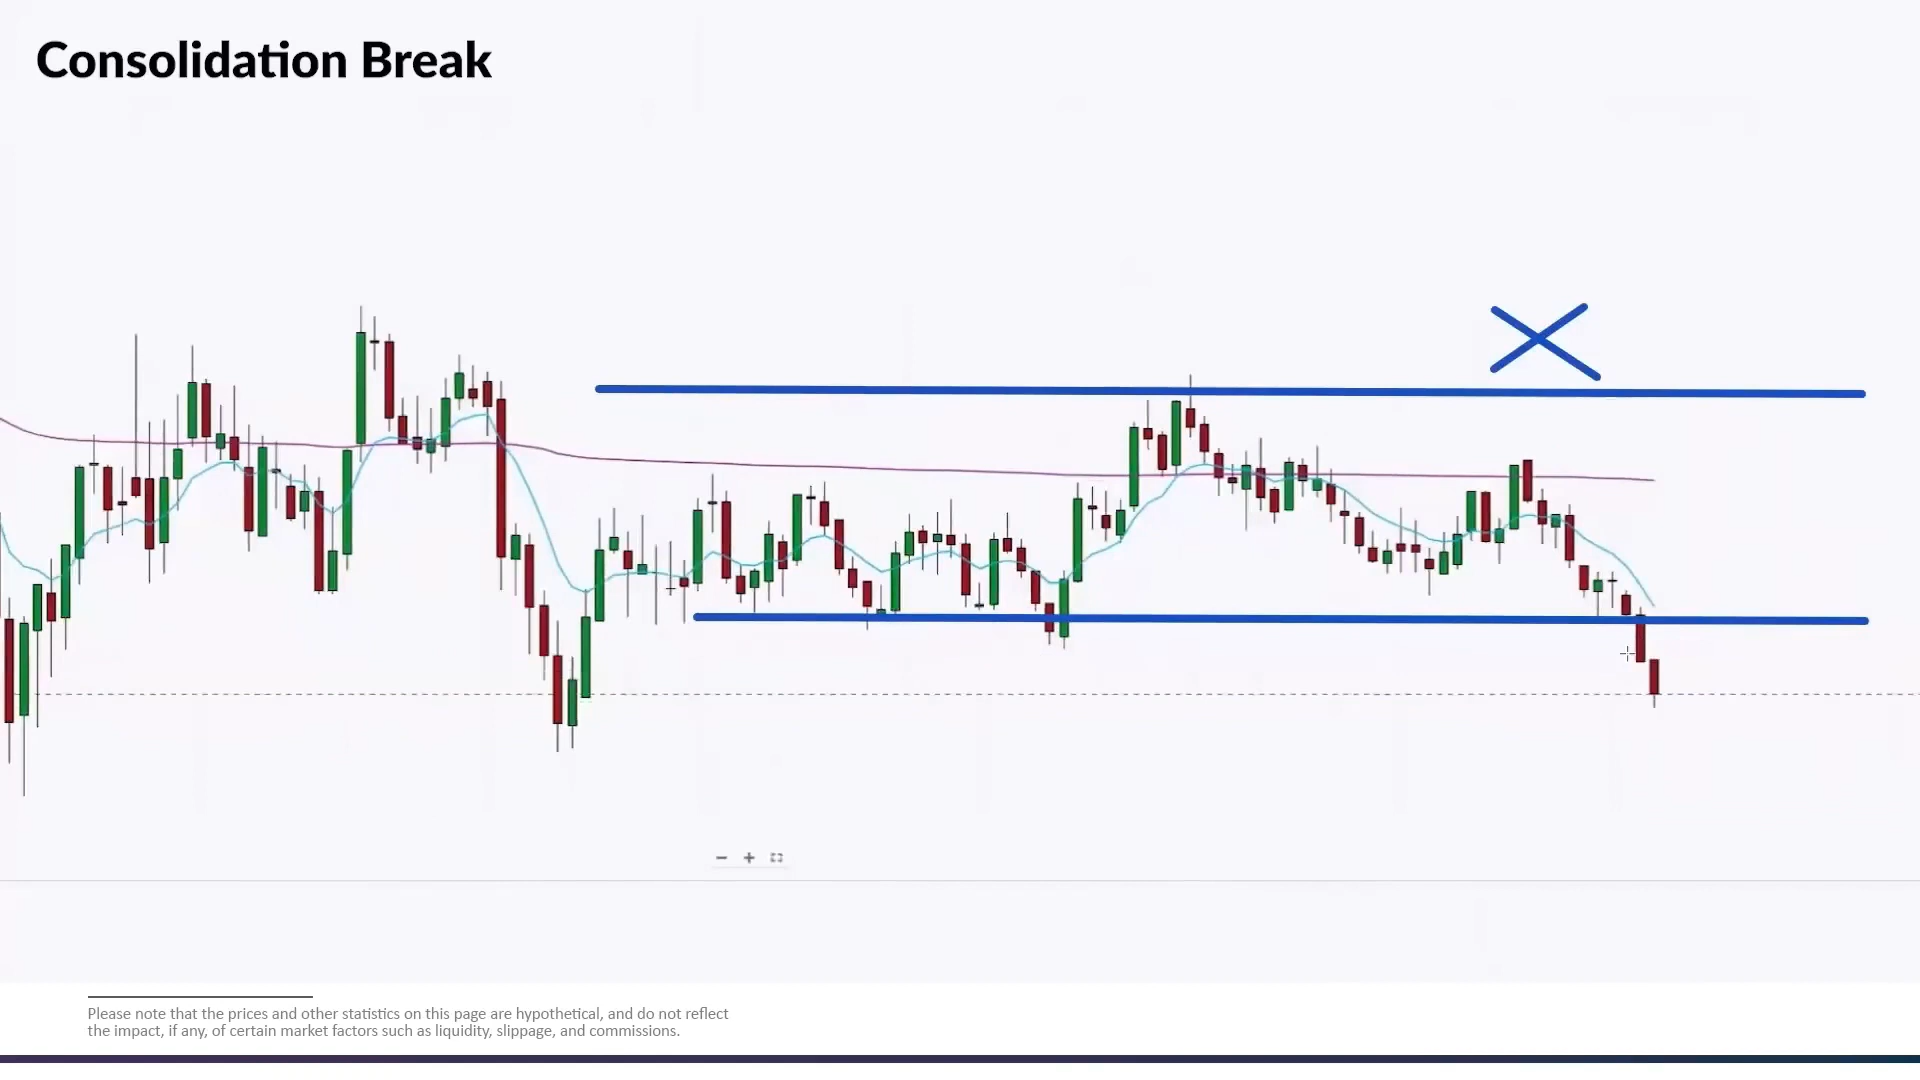 Consolidation Break
Please note that the prices and other statistics on this page are hypothetical, and do not reflect
the impact, if any, of certain market factors such as liquidity, slippage, and commissions.